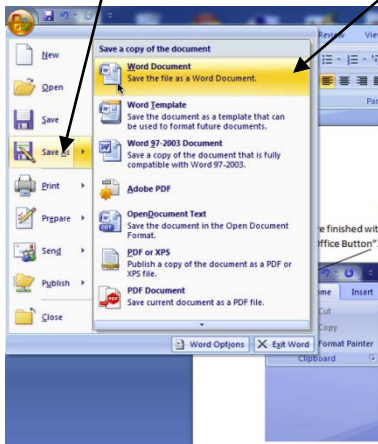 Review
Vie
New
Open
Save
Save As
Print
Prepare
Send
Publish
Close
Save a copy of the document
Word Document
Save the file as a Word Document.
Word Template
Save the document as a template that can
be used to format future documents.
Word 97-2003 Document
Save a copy of the document that is fully
compatible with Word 97-2003.
Adobe PDF
OpenDocument Text
Save the document in the Open Document
Format.
PDF or XPS
Publish a copy of the document as a PDF or
XPS file.
PDF Document
Save current document as a PDF file.
Word Options
Exit Word
Par
e finished wit
ffice Button"
me
Insert
Cut
Copy
Format Painter
Clipboard